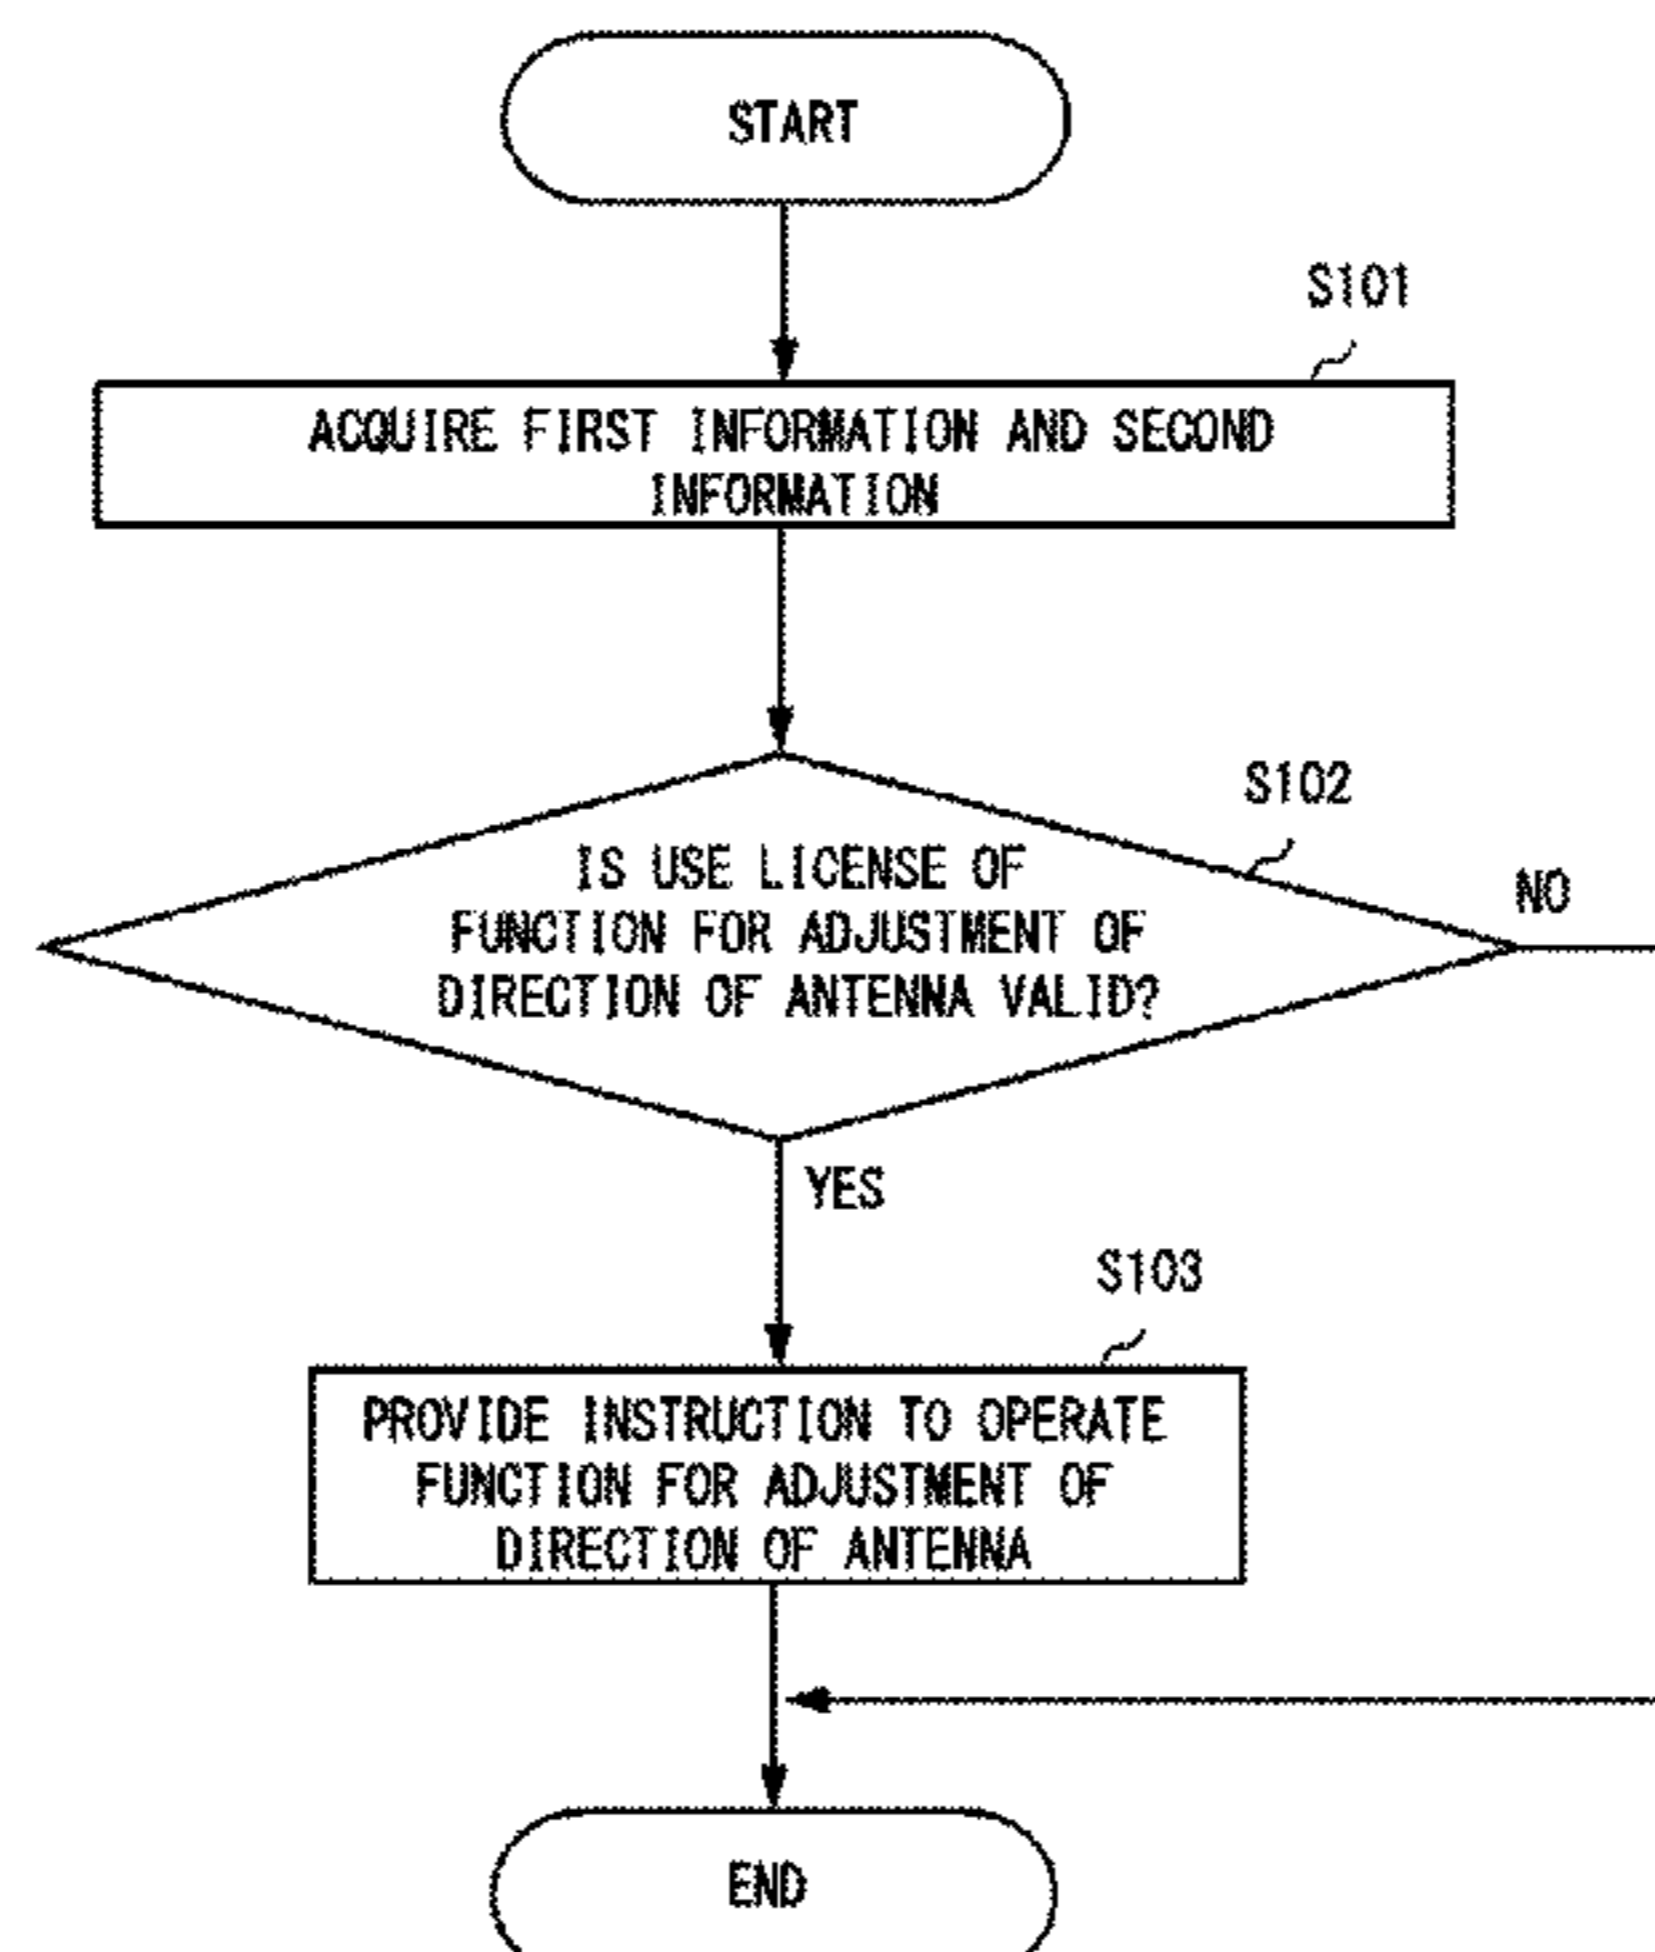 START
S101
ACQUIRE FIRST INFORMATION AND SECOND
INFORMATION
S102
IS USE LICENSE OF
FUNCTION FOR ADJUSTMENT OF
DIRECTION OF ANTENNA VALID?
NO
YES
S103
PROVIDE INSTRUCTION TO OPERATE
FUNCTION FOR ADJUSTMENT OF
DIRECTION OF ANTENNA
END